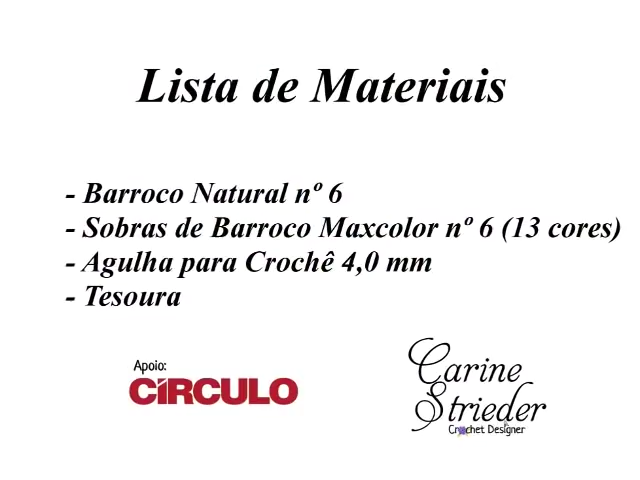 Lista de Materiais
- Barroco Natural nº 6
- Sobras de Barroco Maxcolor nº 6 (13 cores)
- Agulha para Crochê 4,0 mm
- Tesoura
Apoio:
CÍRCULO
Carine
Strieder
Crochet Designer